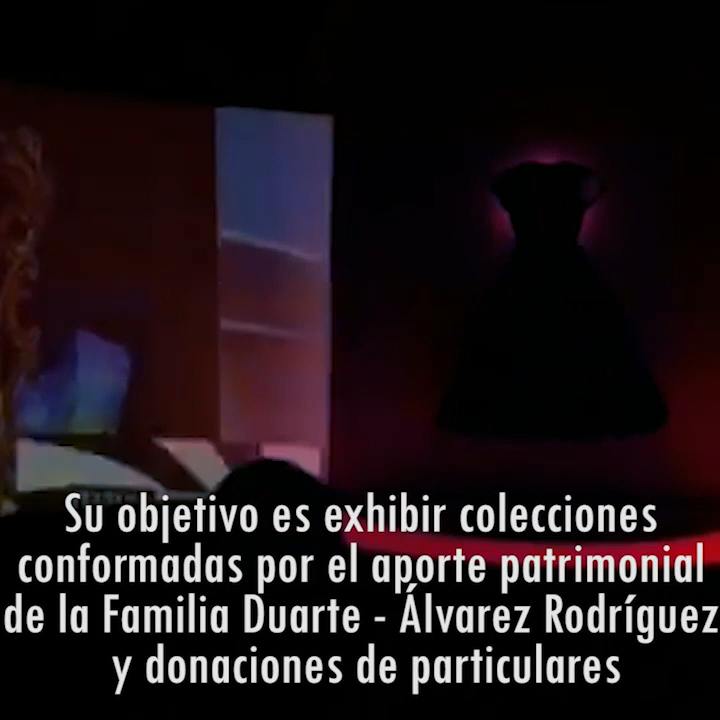 Su objetivo es exhibir colecciones
conformadas por el aporte patrimonial
de la Familia Duarte - Álvarez Rodríguez
y donaciones de particulares